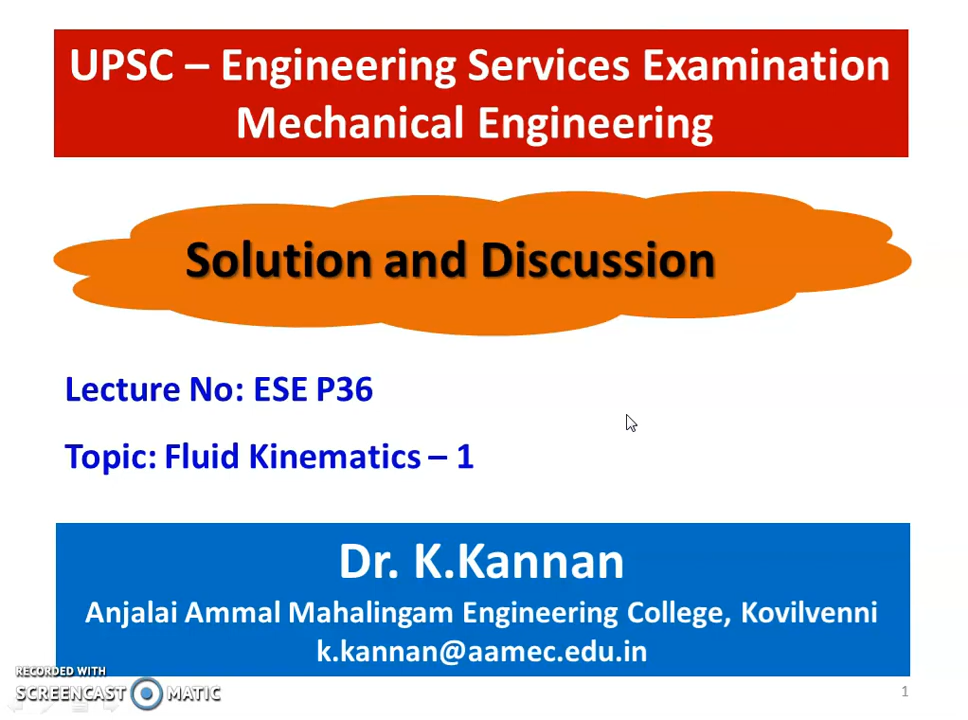 UPSC – Engineering Services Examination
Mechanical Engineering
Solution and Discussion
Lecture No: ESE P36
Topic: Fluid Kinematics – 1
Dr. K.Kannan
Anjalai Ammal Mahalingam Engineering College, Kovilvenni
k.kannan@aamec.edu.in
RECORDED WITH
SCREENCAST MATIC
1